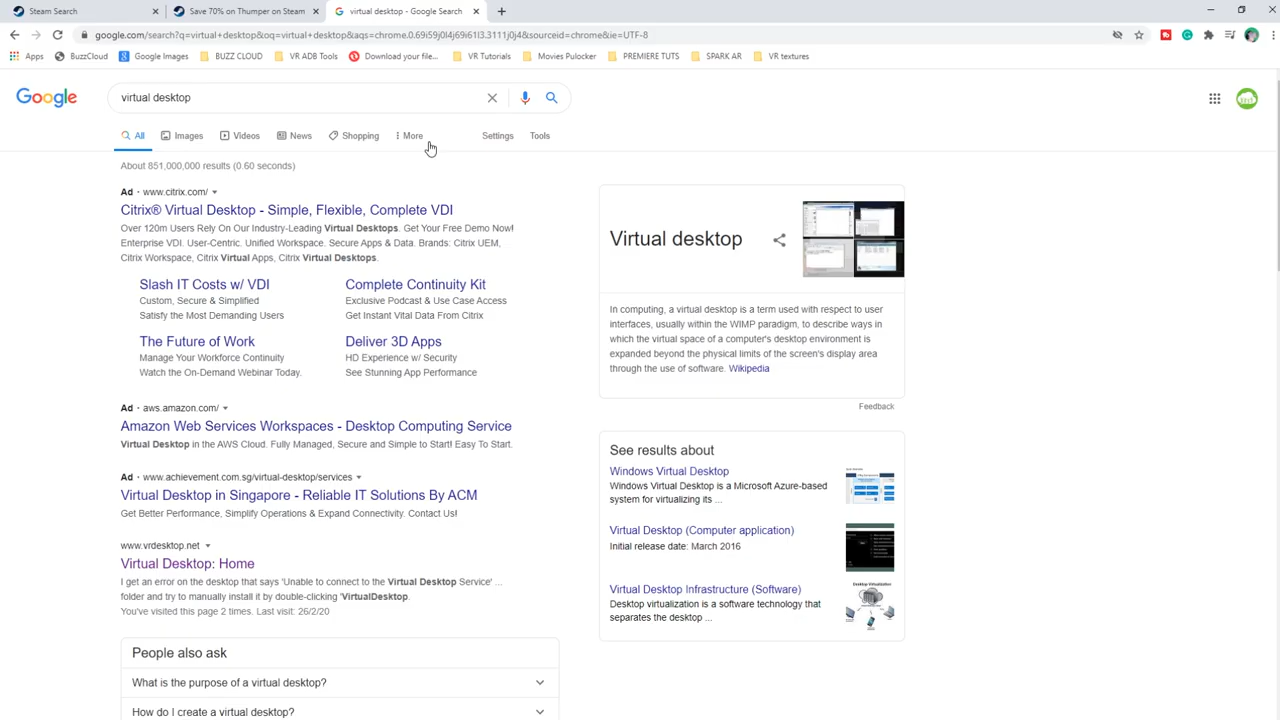 Steam Search
Save 70% on Thumper on Steam
virtual desktop - Google Search
google.com/search?q=virtual+desktop&oq=virtual+desktop&aqs=chrome.0.69i59j0l4j69i61l3.3111j0j4&sourceid=chrome&ie=UTF-8
Apps
BuzzCloud
Google Images
BUZZ CLOUD
VR ADB Tools
Download your file...
VR Tutorials
Movies Pulocker
PREMIERE TUTS
SPARK AR
VR textures
Google
virtual desktop
All
Images
Videos
News
Shopping
More
Settings
Tools
About 851,000,000 results (0.60 seconds)
Ad · www.citrix.com/
Citrix® Virtual Desktop - Simple, Flexible, Complete VDI
Over 120m Users Rely On Our Industry-Leading Virtual Desktops. Get Your Free Demo Now!
Enterprise VDI. User-Centric. Unified Workspace. Secure Apps & Data. Brands: Citrix UEM,
Citrix Workspace, Citrix Virtual Apps, Citrix Virtual Desktops.
Slash IT Costs w/ VDI
Custom, Secure & Simplified
Satisfy the Most Demanding Users
Complete Continuity Kit
Exclusive Podcast & Use Case Access
Get Instant Vital Data From Citrix
The Future of Work
Manage Your Workforce Continuity
Watch the On-Demand Webinar Today.
Deliver 3D Apps
HD Experience w/ Security
See Stunning App Performance
Ad · aws.amazon.com/
Amazon Web Services Workspaces - Desktop Computing Service
Virtual Desktop in the AWS Cloud. Fully Managed, Secure and Simple to Start! Easy To Start.
Ad · www.achievement.com.sg/virtual-desktop/services
Virtual Desktop in Singapore - Reliable IT Solutions By ACM
Get Better Performance, Simplify Operations & Expand Connectivity. Contact Us!
www.vrdesktop.net
Virtual Desktop: Home
I get an error on the desktop that says 'Unable to connect to the Virtual Desktop Service' ...
folder and try to manually install it by double-clicking 'VirtualDesktop.
You've visited this page 2 times. Last visit: 26/2/20
People also ask
What is the purpose of a virtual desktop?
How do I create a virtual desktop?
Virtual desktop
In computing, a virtual desktop is a term used with respect to user
interfaces, usually within the WIMP paradigm, to describe ways in
which the virtual space of a computer's desktop environment is
expanded beyond the physical limits of the screen's display area
through the use of software. Wikipedia
Feedback
See results about
Windows Virtual Desktop
Windows Virtual Desktop is a Microsoft Azure-based
system for virtualizing its ...
Virtual Desktop (Computer application)
Initial release date: March 2016
Virtual Desktop Infrastructure (Software)
Desktop virtualization is a software technology that
separates the desktop ...